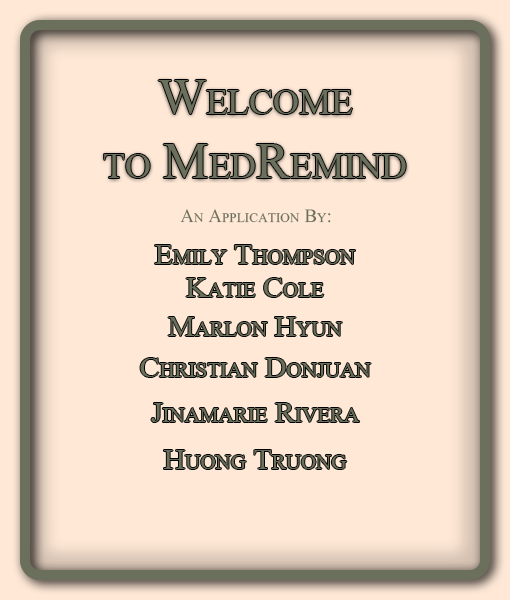 Welcome
to MedRemind
An Application By:
Emily Thompson
Katie Cole
Marlon Hyun
Christian Donjuan
Jinamarie Rivera
Huong Truong